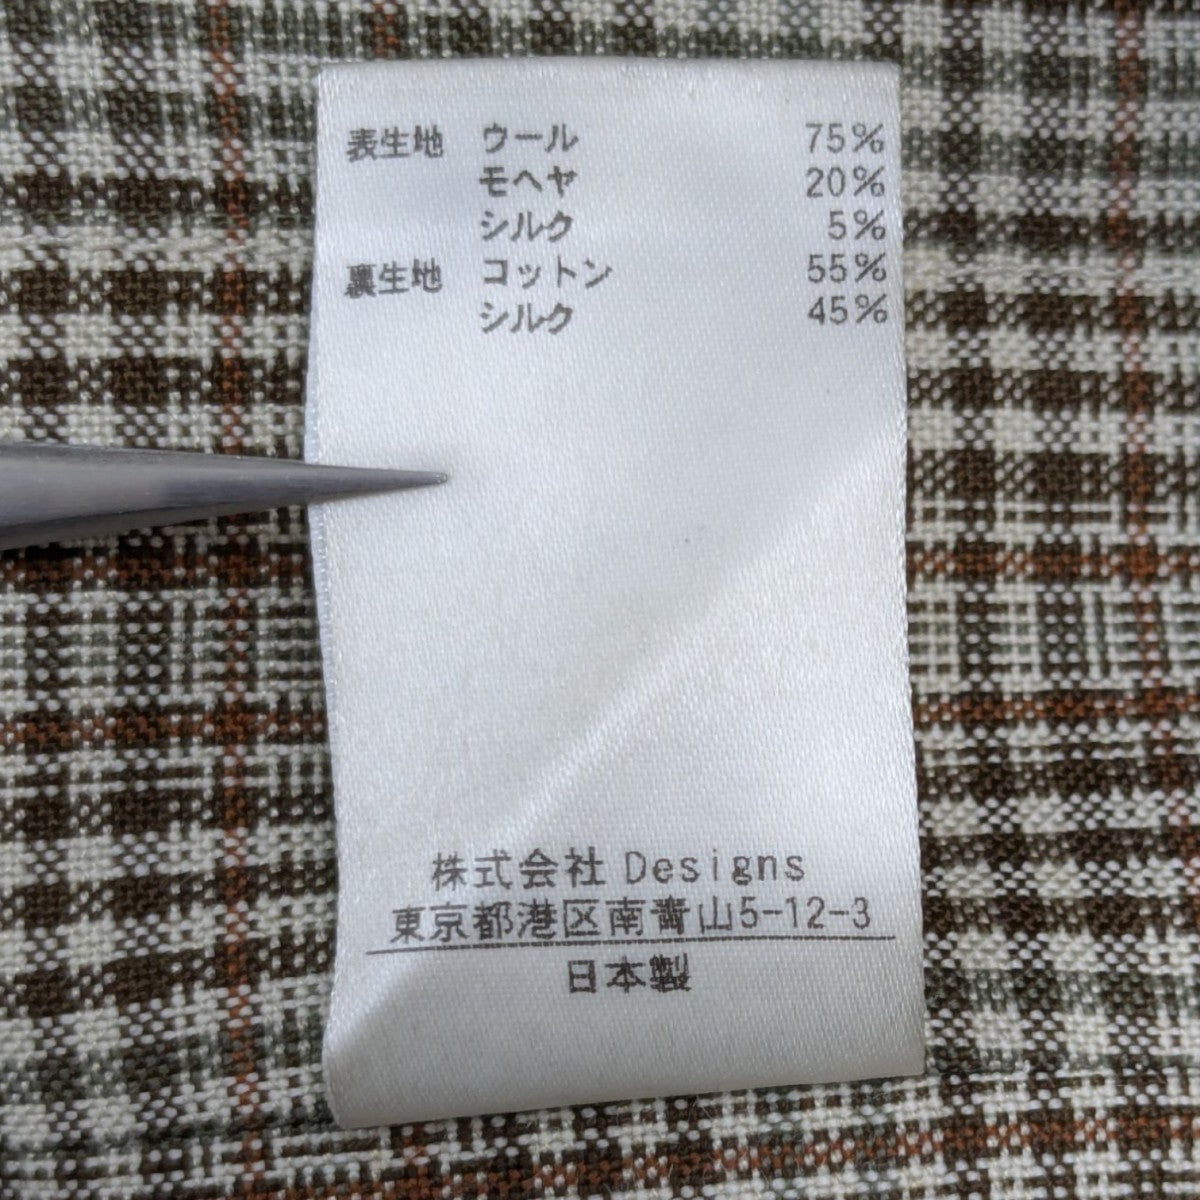 表生地 ウール 75%
モヘヤ 20%
シルク 5%
裏生地 コットン 55%
シルク 45%
株式会社 Designs
東京都港区南青山5-12-3
日本製